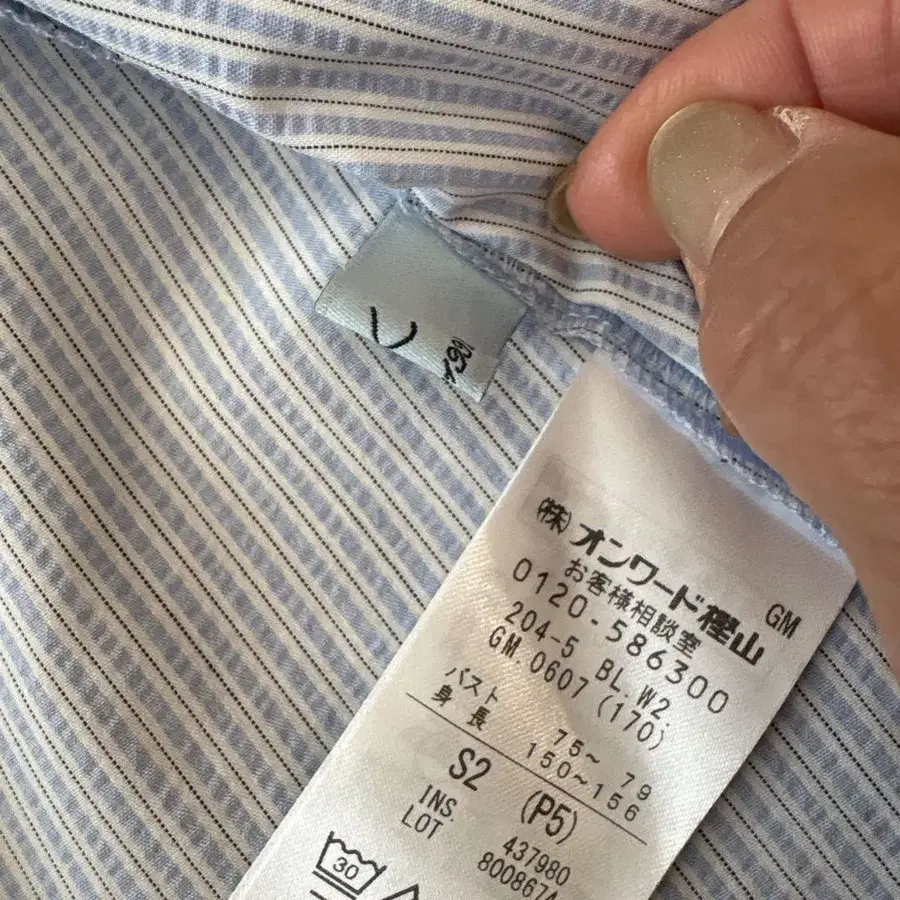 (株)オンワード樫山 GM
お客様相談室
0120-586300
204-5 BL.W2
GM.0607 (170)
バスト 75～ 79
身長 150～156
S2 (P5)
INS. 437980
LOT 800867A
30